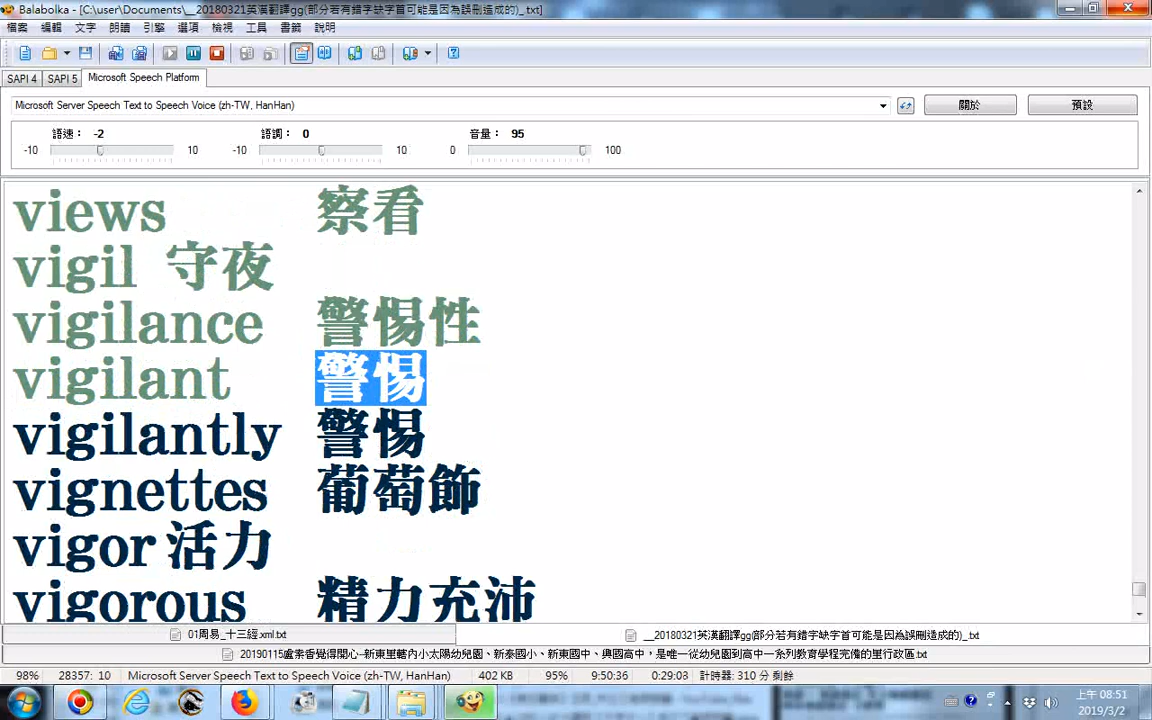 Balabolka - [C:\user\Documents\__20180321英漢翻譯gg(部分若有錯字缺字首可能是因為誤刪造成的)_.txt]
檔案 編輯 文字 朗讀 引擎 選項 檢視 工具 書籤 說明
SAPI 4 SAPI 5 Microsoft Speech Platform
Microsoft Server Speech Text to Speech Voice (zh-TW, HanHan) 關於 預設
語速： -2 語調： 0 音量： 95
-10 10 -10 10 0 100
views 察看
vigil 守夜
vigilance 警惕性
vigilant 警惕
vigilantly 警惕
vignettes 葡萄飾
vigor 活力
vigorous 精力充沛
01周易_十三經.xml.txt __20180321英漢翻譯gg(部分若有錯字缺字首可能是因為誤刪造成的)_.txt
20190115盧素香覺得開心-新東里轄內小太陽幼兒園、新泰國小、新東國中、興國高中，是唯一從幼兒園到高中一系列教育學程完備的里行政區.txt
98% 28357: 10 Microsoft Server Speech Text to Speech Voice (zh-TW, HanHan) 402 KB 95% 9:50:36 0:29:03 計時器: 310 分 剩餘
上午 08:51
2019/3/2